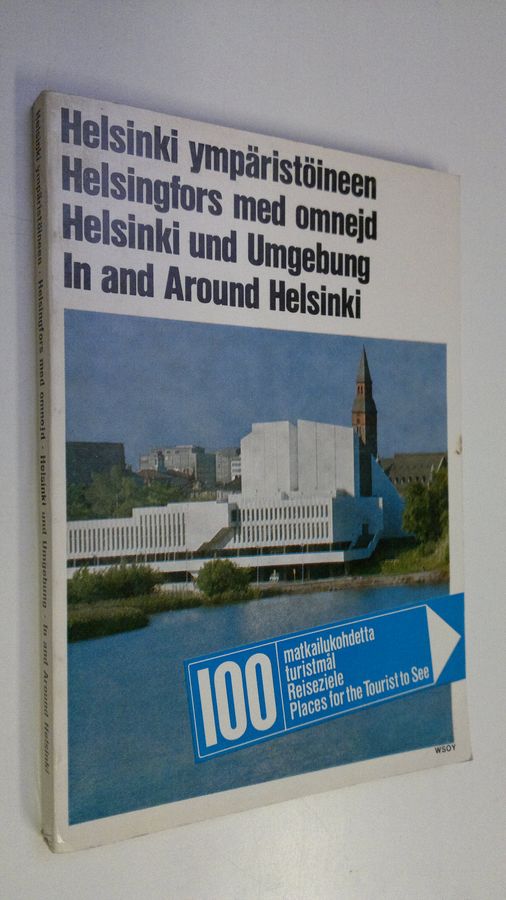 Helsinki ympäristöineen
Helsingfors med omnejd
Helsinki und Umgebung
In and Around Helsinki
100
matkailukohdetta
turistmål
Reiseziele
Places for the Tourist to See
WSOY
Helsinki ympäristöineen · Helsingfors med omnejd · Helsinki und Umgebung · In and Around Helsinki